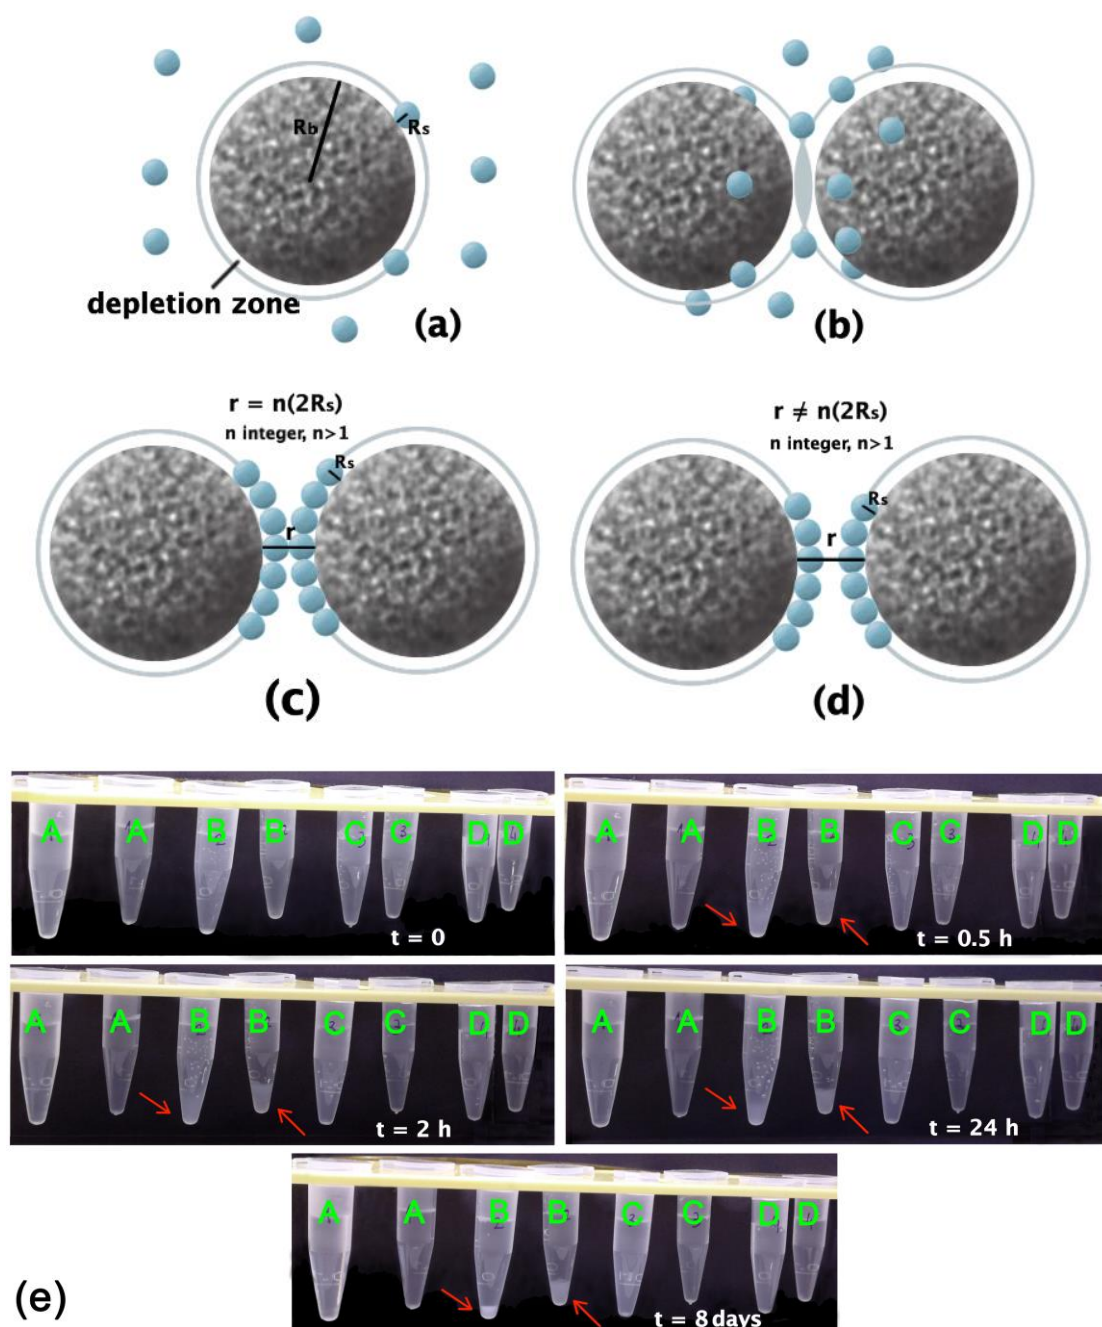 Rb
Rs
depletion zone
(a)
(b)
r = n(2Rs)
n integer, n>1
Rs
r
(c)
r ≠ n(2Rs)
n integer, n>1
Rs
r
(d)
A A B B C C D D
t = 0
A A B B C C D D
t = 0.5 h
A A B B C C D D
t = 2 h
A A B B C C D D
t = 24 h
A A B B C C D D
t = 8 days
(e)